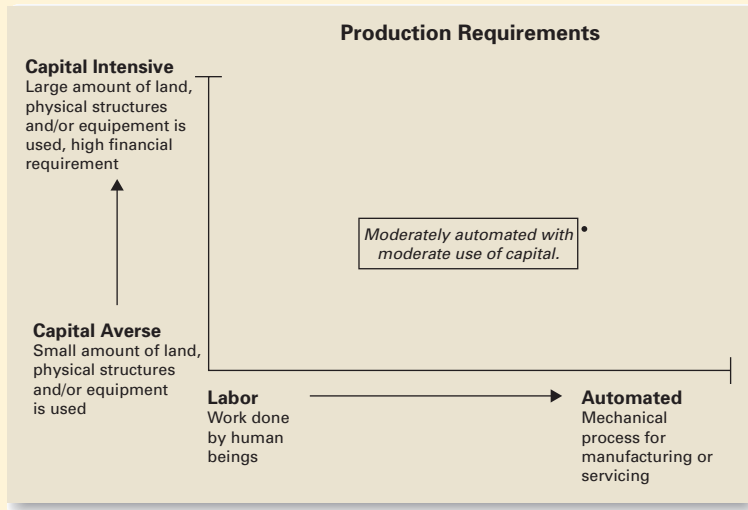 Production Requirements
Capital Intensive
Large amount of land,
physical structures
and/or equipement is
used, high financial
requirement
Moderately automated with
moderate use of capital.
Capital Averse
Small amount of land,
physical structures
and/or equipment
is used
Labor
Work done
by human
beings
Automated
Mechanical
process for
manufacturing or
servicing